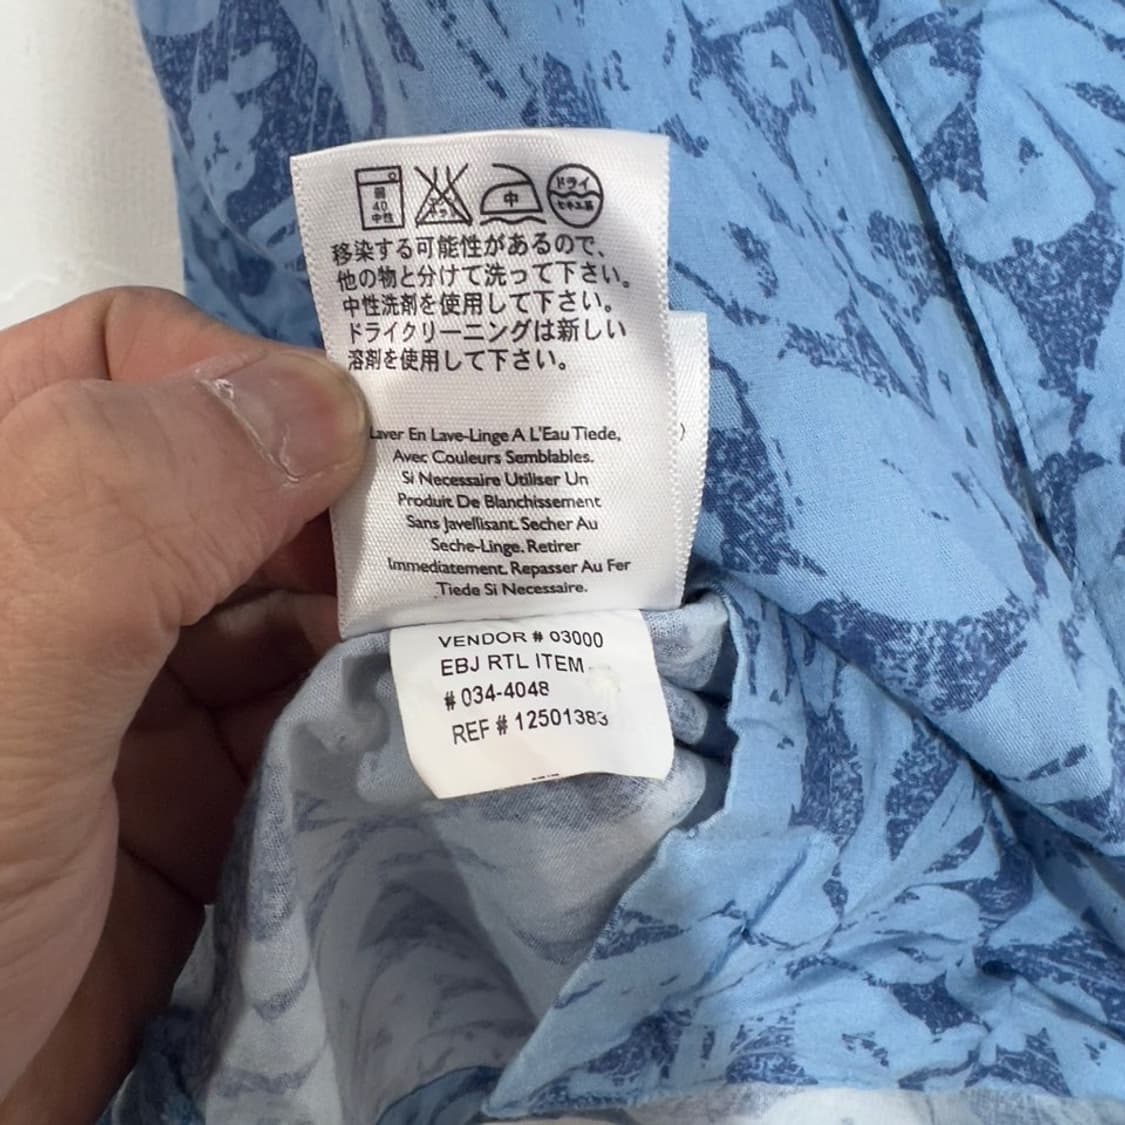 弱
40
中性
中
ドライ
セキユ系
移染する可能性があるので、
他の物と分けて洗って下さい。
中性洗剤を使用して下さい。
ドライクリーニングは新しい
溶剤を使用して下さい。
Laver En Lave-Linge A L'Eau Tiede,
Avec Couleurs Semblables.
Si Necessaire Utiliser Un
Produit De Blanchissement
Sans Javellisant. Secher Au
Seche-Linge. Retirer
Immediatement. Repasser Au Fer
Tiede Si Necessaire.
)
VENDOR # 03000
EBJ RTL ITEM
# 034-4048
REF # 12501383